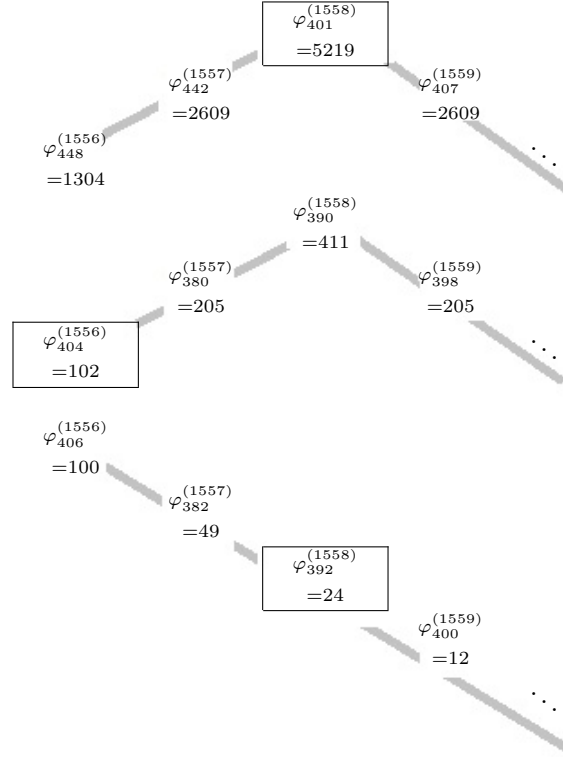 φ_{401}^{(1558)}
=5219
φ_{442}^{(1557)}
=2609
φ_{407}^{(1559)}
=2609
φ_{448}^{(1556)}
=1304
⋱
φ_{390}^{(1558)}
=411
φ_{380}^{(1557)}
=205
φ_{398}^{(1559)}
=205
φ_{404}^{(1556)}
=102
⋱
φ_{406}^{(1556)}
=100
φ_{382}^{(1557)}
=49
φ_{392}^{(1558)}
=24
φ_{400}^{(1559)}
=12
⋱